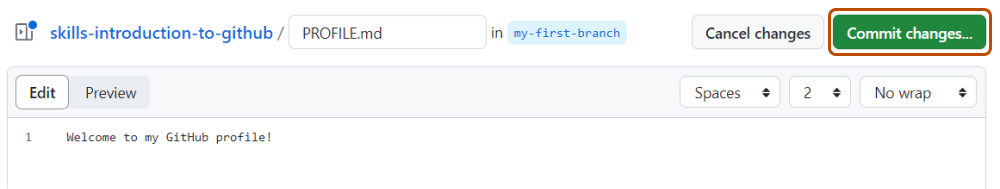 skills-introduction-to-github / PROFILE.md in my-first-branch Cancel changes Commit changes...
Edit Preview Spaces 2 No wrap
1 Welcome to my GitHub profile!